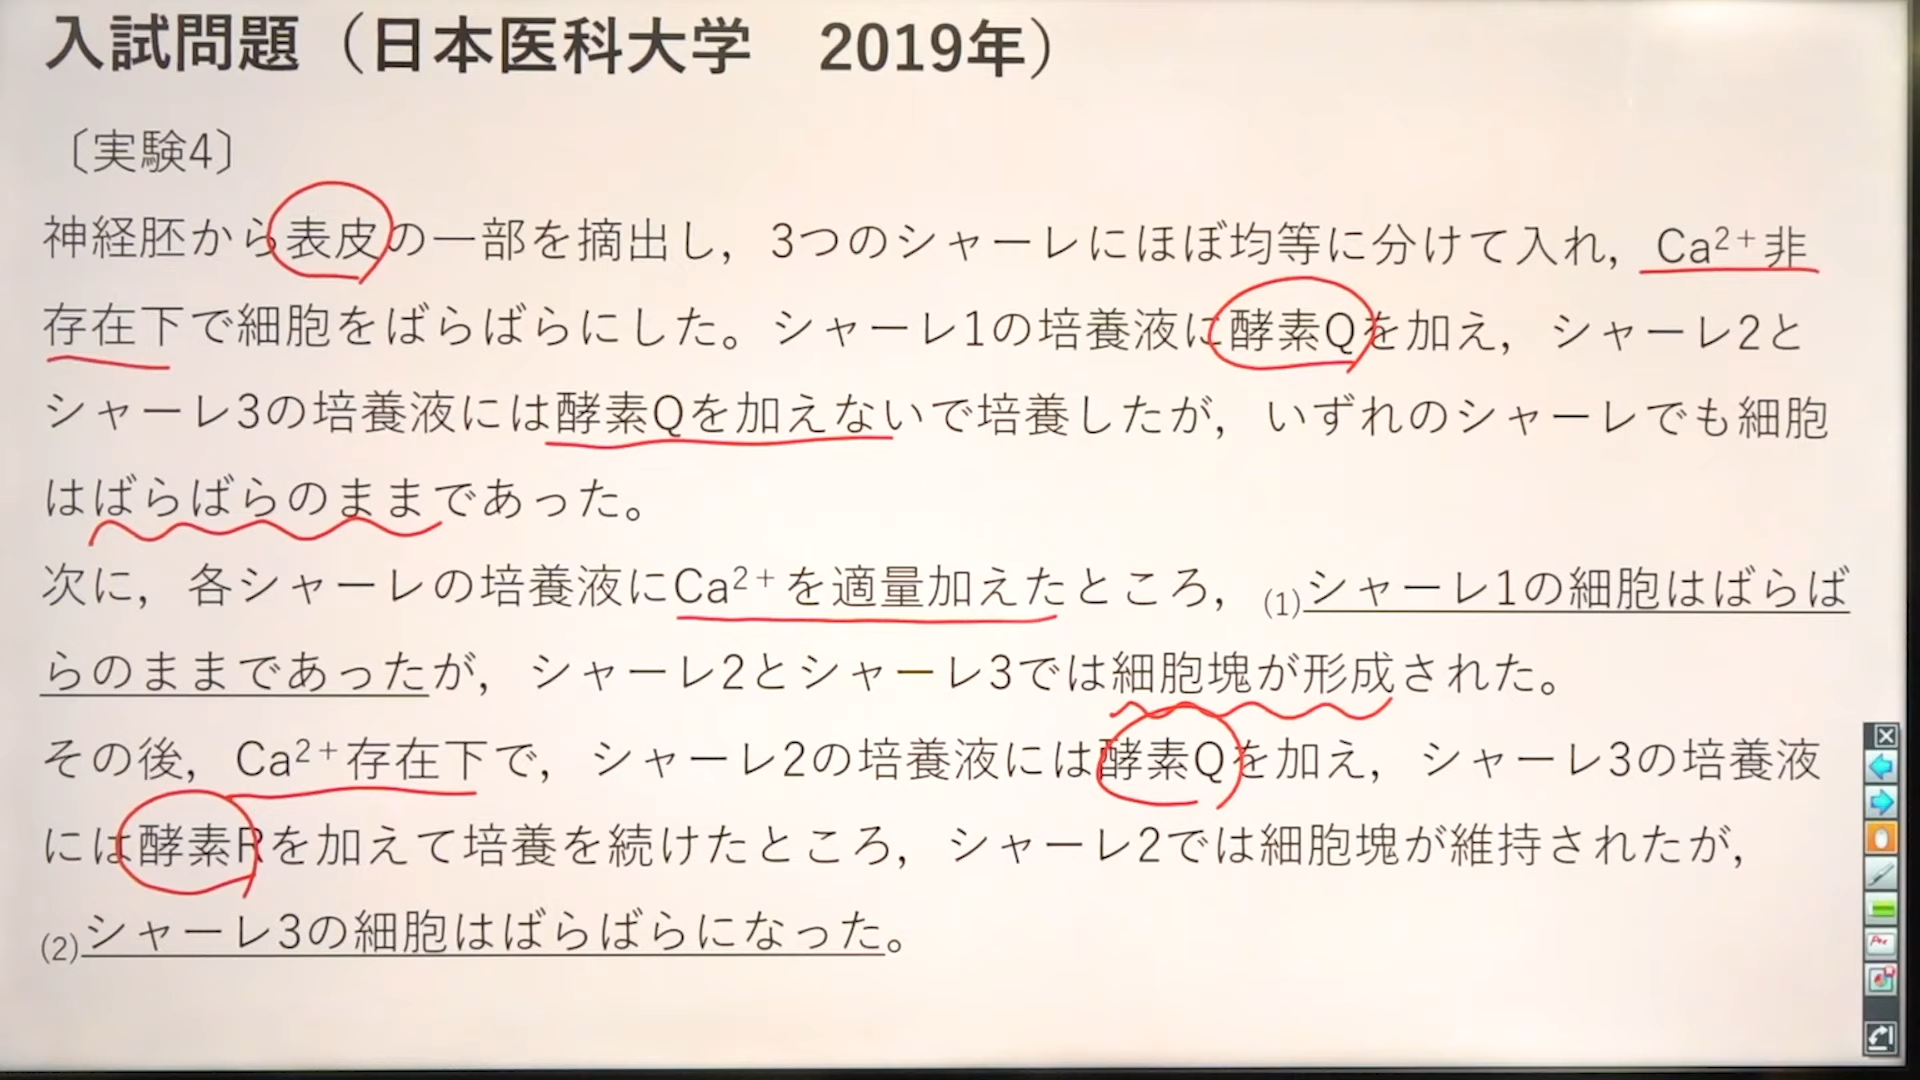 入試問題（日本医科大学　2019年）
〔実験4〕
神経胚から表皮の一部を摘出し，3つのシャーレにほぼ均等に分けて入れ，Ca²⁺非
存在下で細胞をばらばらにした。シャーレ1の培養液に酵素Qを加え，シャーレ2と
シャーレ3の培養液には酵素Qを加えないで培養したが，いずれのシャーレでも細胞
はばらばらのままであった。
次に，各シャーレの培養液にCa²⁺を適量加えたところ，(1)シャーレ1の細胞はばらば
らのままであったが，シャーレ2とシャーレ3では細胞塊が形成された。
その後，Ca²⁺存在下で，シャーレ2の培養液には酵素Qを加え，シャーレ3の培養液
には酵素Rを加えて培養を続けたところ，シャーレ2では細胞塊が維持されたが，
(2)シャーレ3の細胞はばらばらになった。